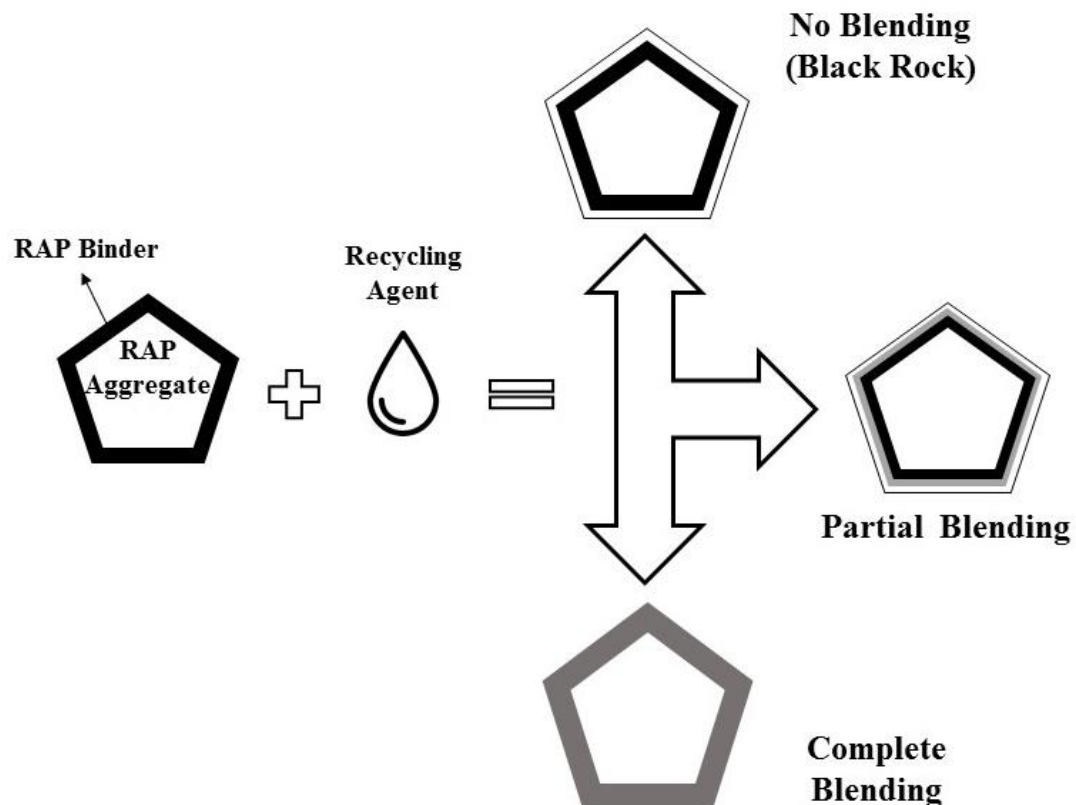 No Blending
(Black Rock)
RAP Binder
Recycling
Agent
RAP
Aggregate
Partial Blending
Complete
Blending